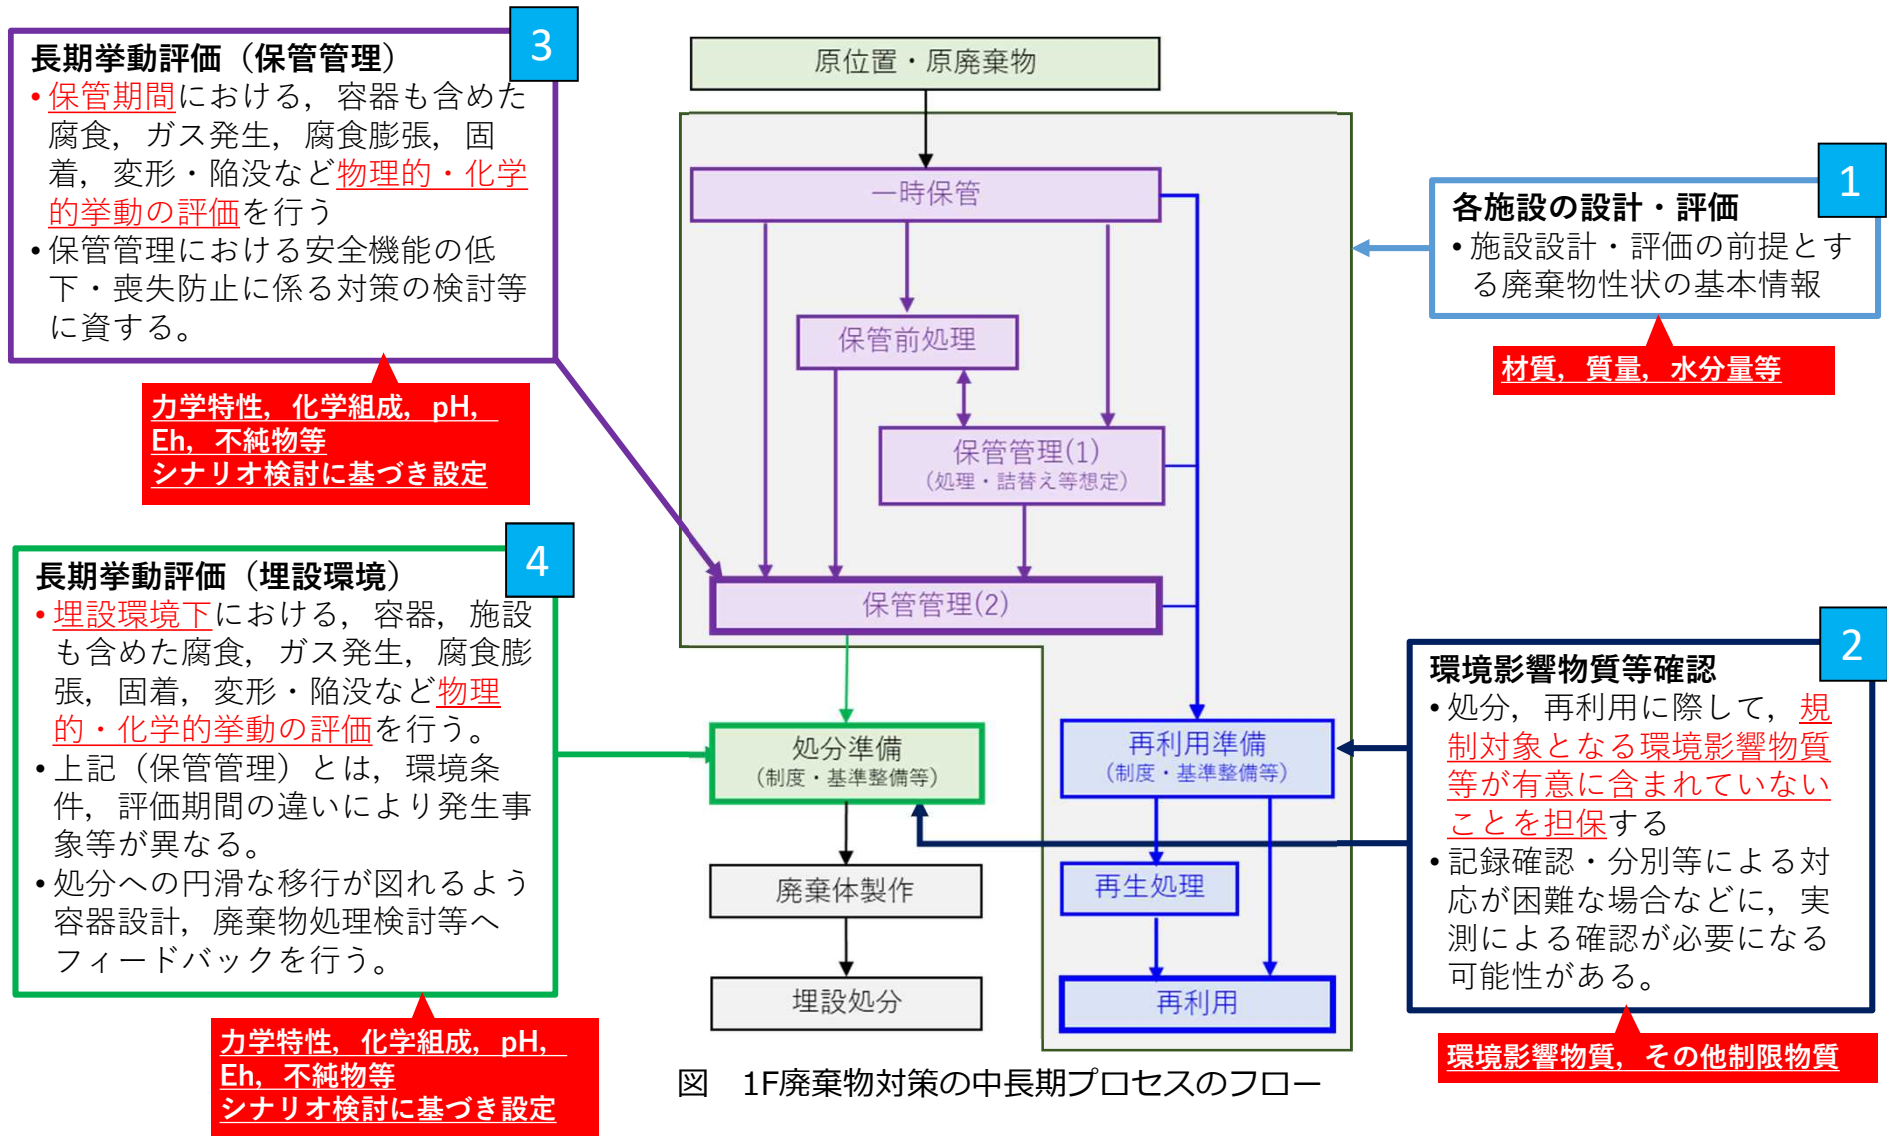 3
長期挙動評価（保管管理）
•保管期間における，容器も含めた
腐食，ガス発生，腐食膨張，固
着，変形・陥没など物理的・化学
的挙動の評価を行う
•保管管理における安全機能の低
下・喪失防止に係る対策の検討等
に資する。
力学特性，化学組成，pH，
Eh，不純物等
シナリオ検討に基づき設定
4
長期挙動評価（埋設環境）
•埋設環境下における，容器，施設
も含めた腐食，ガス発生，腐食膨
張，固着，変形・陥没など物理
的・化学的挙動の評価を行う。
•上記（保管管理）とは，環境条
件，評価期間の違いにより発生事
象等が異なる。
•処分への円滑な移行が図れるよう
容器設計，廃棄物処理検討等へ
フィードバックを行う。
力学特性，化学組成，pH，
Eh，不純物等
シナリオ検討に基づき設定
原位置・原廃棄物
一時保管
保管前処理
保管管理(1)
（処理・詰替え等想定）
保管管理(2)
処分準備
（制度・基準整備等）
廃棄体製作
埋設処分
再利用準備
（制度・基準整備等）
再生処理
再利用
1
各施設の設計・評価
•施設設計・評価の前提とす
る廃棄物性状の基本情報
材質，質量，水分量等
2
環境影響物質等確認
•処分，再利用に際して，規
制対象となる環境影響物質
等が有意に含まれていない
ことを担保する
•記録確認・分別等による対
応が困難な場合などに，実
測による確認が必要になる
可能性がある。
環境影響物質，その他制限物質
図　1F廃棄物対策の中長期プロセスのフロー